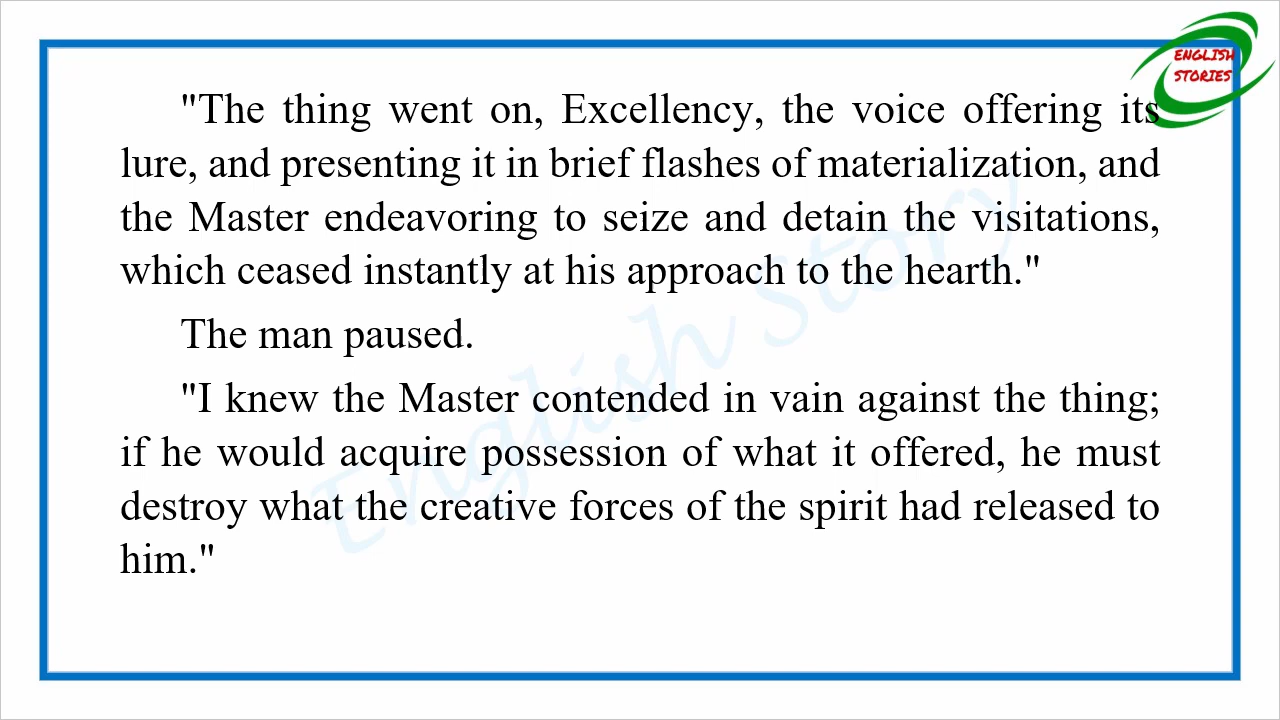 ENGLISH
STORIES
"The thing went on, Excellency, the voice offering its
lure, and presenting it in brief flashes of materialization, and
the Master endeavoring to seize and detain the visitations,
which ceased instantly at his approach to the hearth."
The man paused.
"I knew the Master contended in vain against the thing;
if he would acquire possession of what it offered, he must
destroy what the creative forces of the spirit had released to
him."
English Story